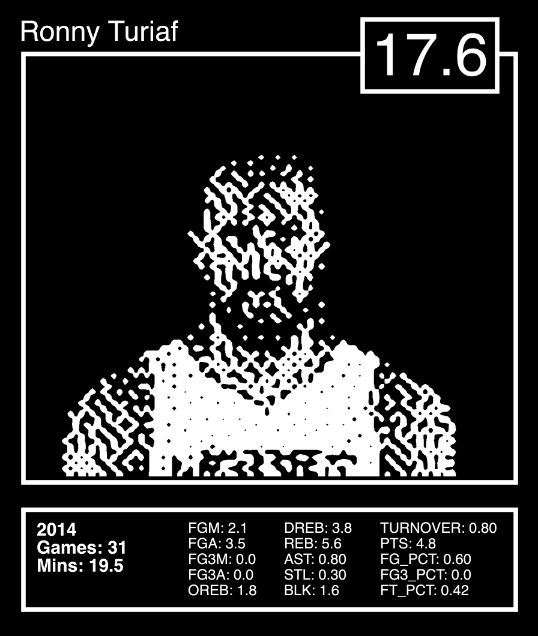 Ronny Turiaf
17.6
2014
Games: 31
Mins: 19.5
FGM: 2.1
FGA: 3.5
FG3M: 0.0
FG3A: 0.0
OREB: 1.8
DREB: 3.8
REB: 5.6
AST: 0.80
STL: 0.30
BLK: 1.6
TURNOVER: 0.80
PTS: 4.8
FG_PCT: 0.60
FG3_PCT: 0.0
FT_PCT: 0.42